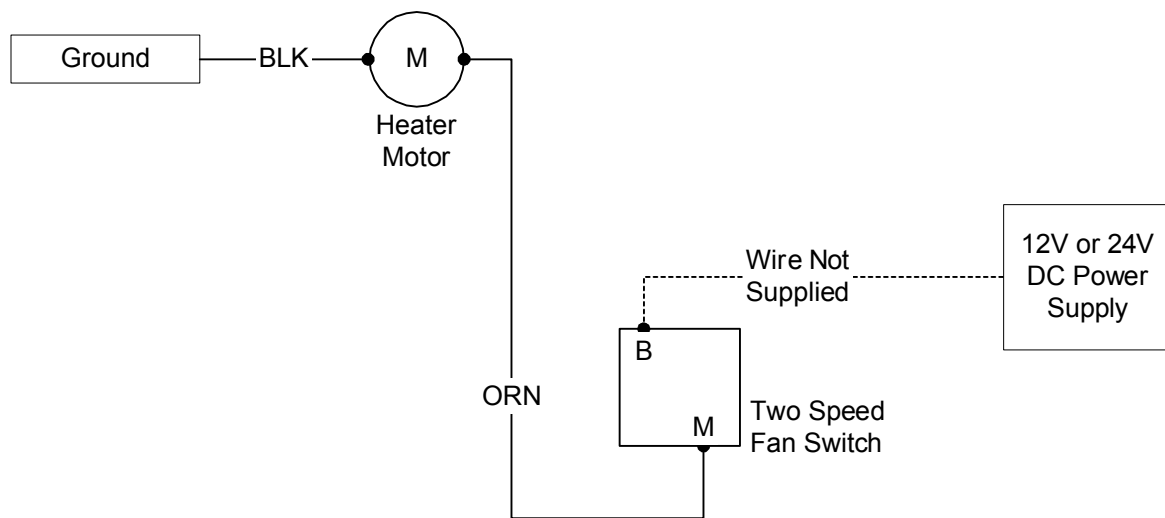 Ground
BLK
M
Heater
Motor
Wire Not
Supplied
12V or 24V
DC Power
Supply
B
ORN
M
Two Speed
Fan Switch